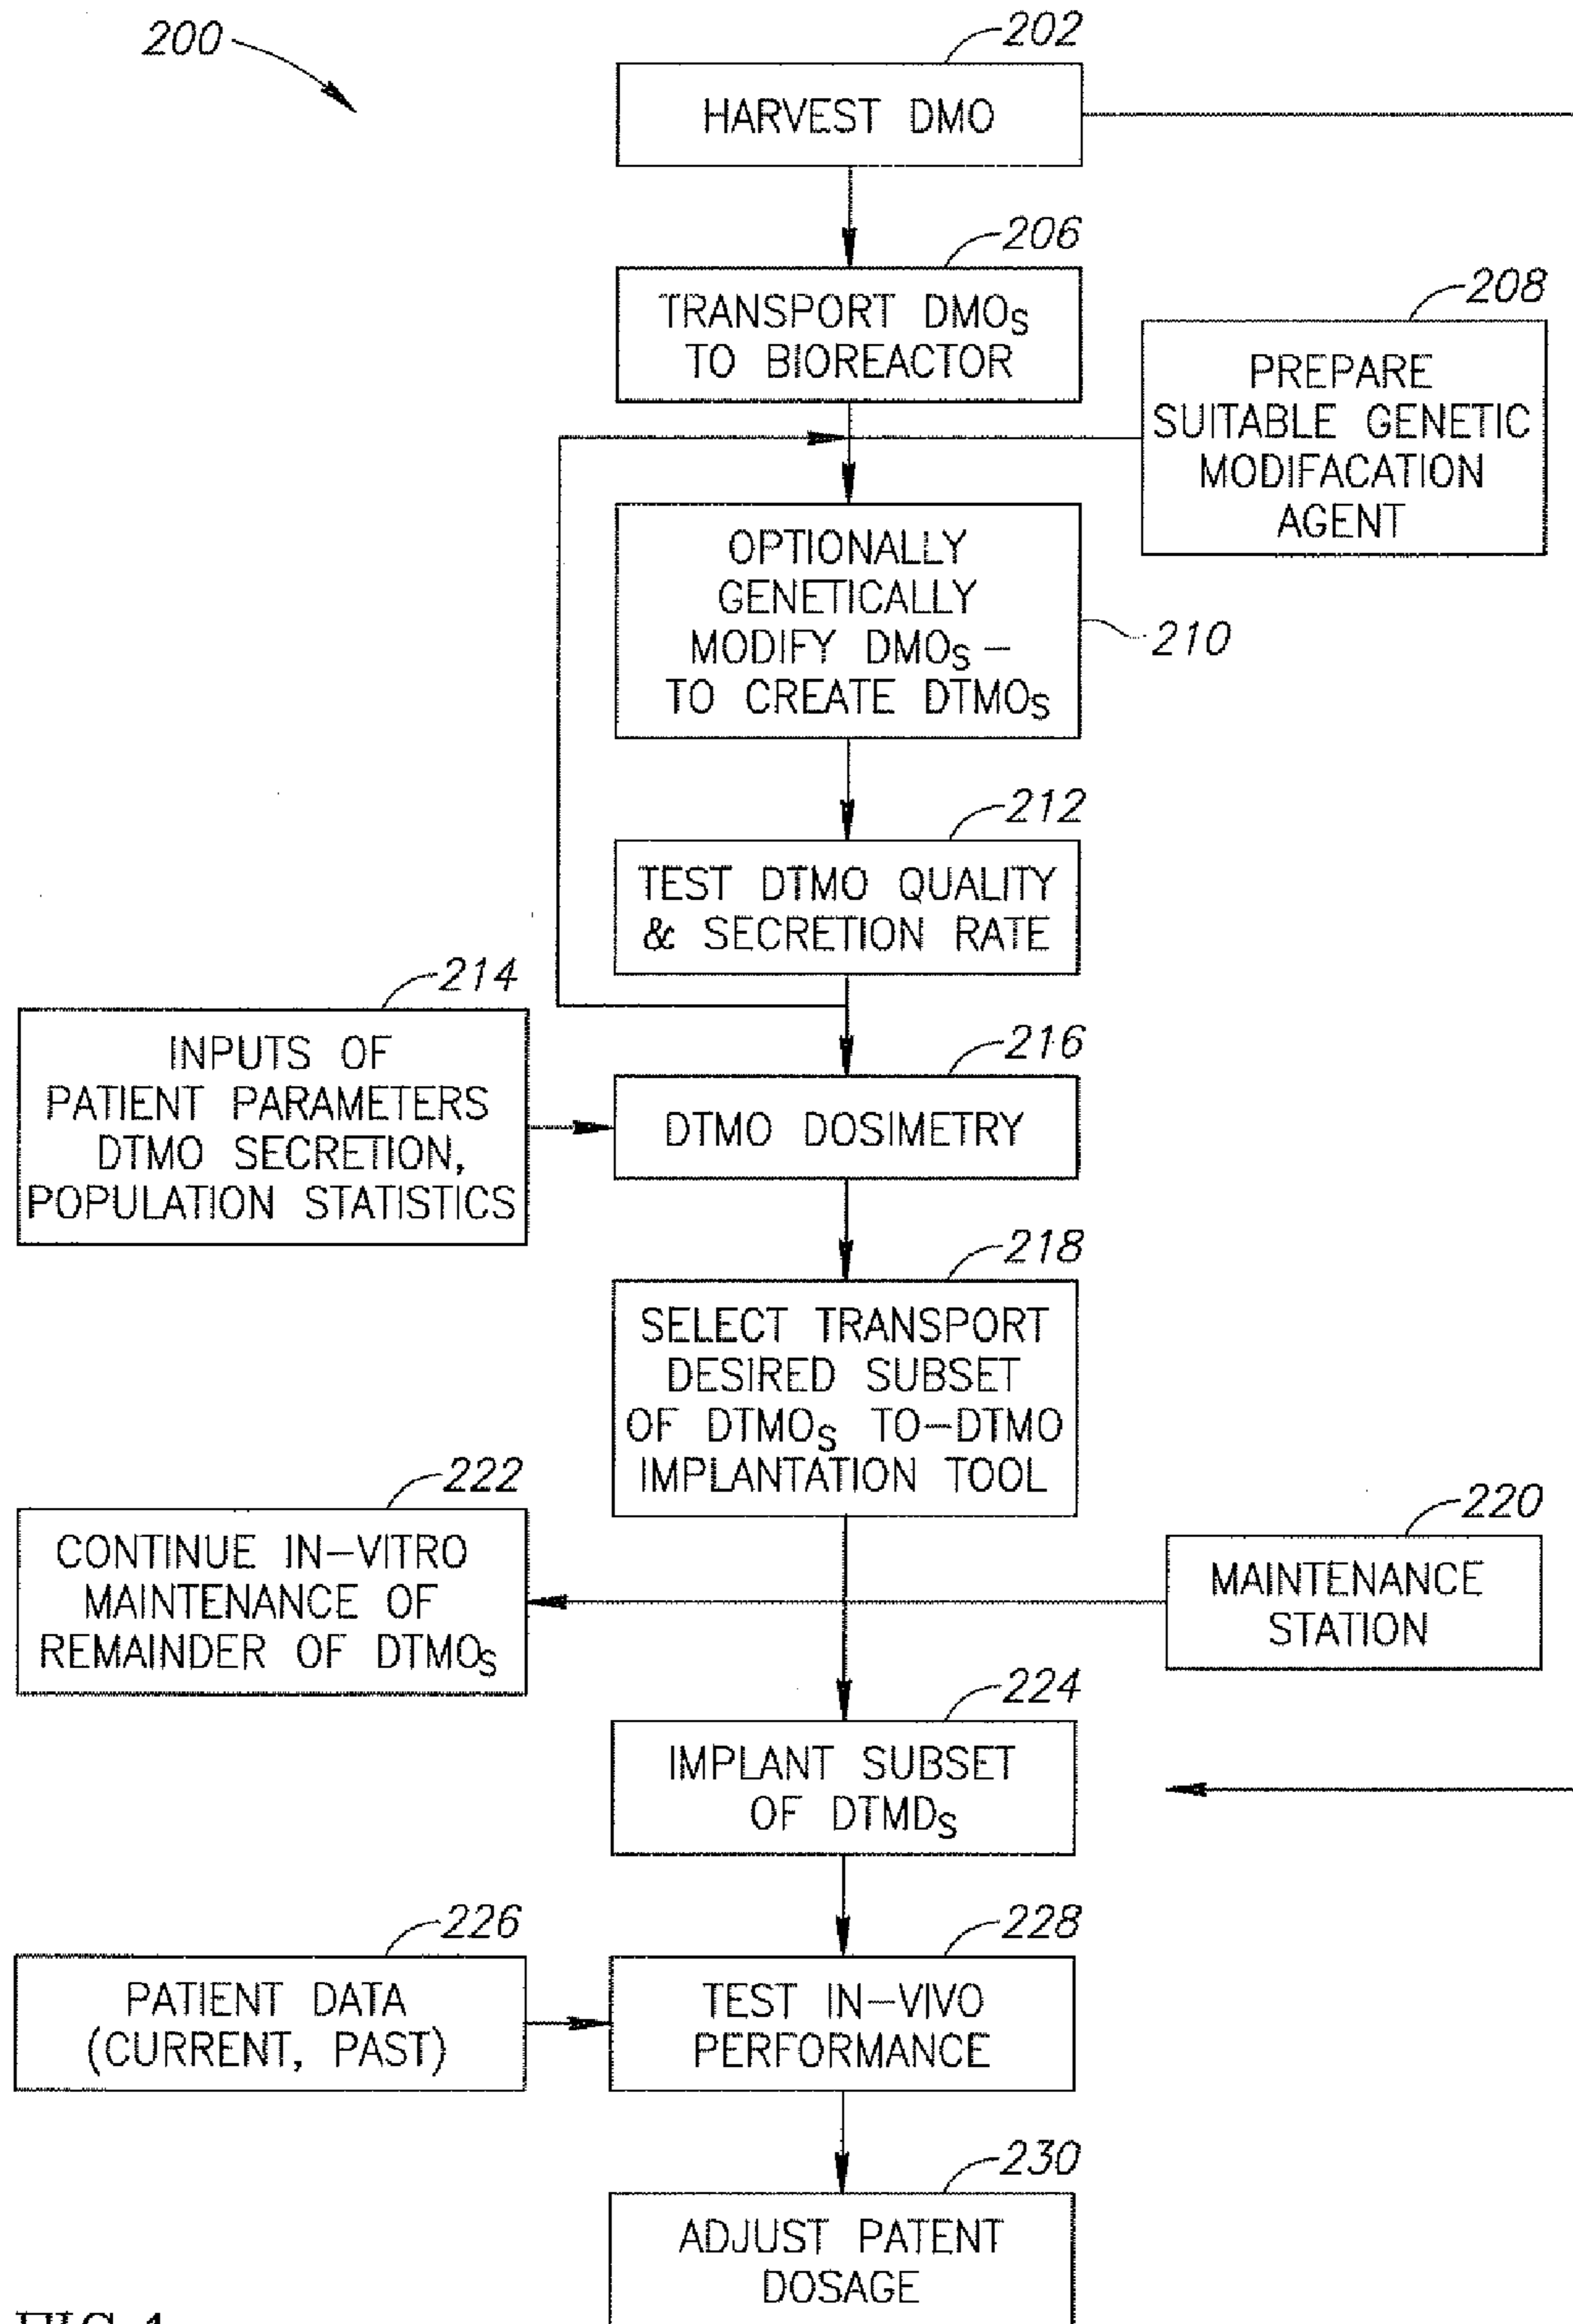 200
202
HARVEST DMO
206
TRANSPORT DMOs
TO BIOREACTOR
208
PREPARE
SUITABLE GENETIC
MODIFACATION
AGENT
OPTIONALLY
GENETICALLY
MODIFY DMOs –
TO CREATE DTMOs
210
212
TEST DTMO QUALITY
& SECRETION RATE
214
INPUTS OF
PATIENT PARAMETERS
DTMO SECRETION,
POPULATION STATISTICS
216
DTMO DOSIMETRY
218
SELECT TRANSPORT
DESIRED SUBSET
OF DTMOs TO–DTMO
IMPLANTATION TOOL
222
CONTINUE IN–VITRO
MAINTENANCE OF
REMAINDER OF DTMOs
220
MAINTENANCE
STATION
224
IMPLANT SUBSET
OF DTMDs
226
PATIENT DATA
(CURRENT, PAST)
228
TEST IN–VIVO
PERFORMANCE
230
ADJUST PATENT
DOSAGE